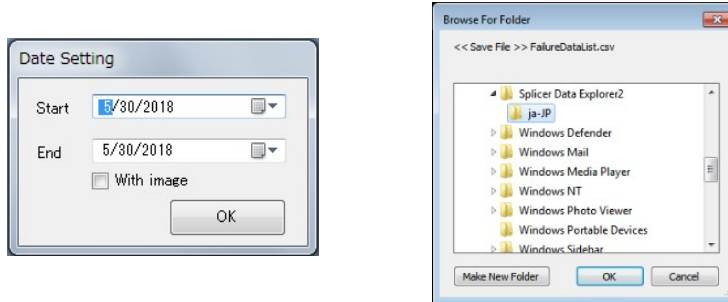 Date Setting
Start 5/30/2018
End 5/30/2018
With image
OK
Browse For Folder
<< Save File >> FailureDataList.csv
Splicer Data Explorer2
ja-JP
Windows Defender
Windows Mail
Windows Media Player
Windows NT
Windows Photo Viewer
Windows Portable Devices
Windows Sidebar
Make New Folder OK Cancel